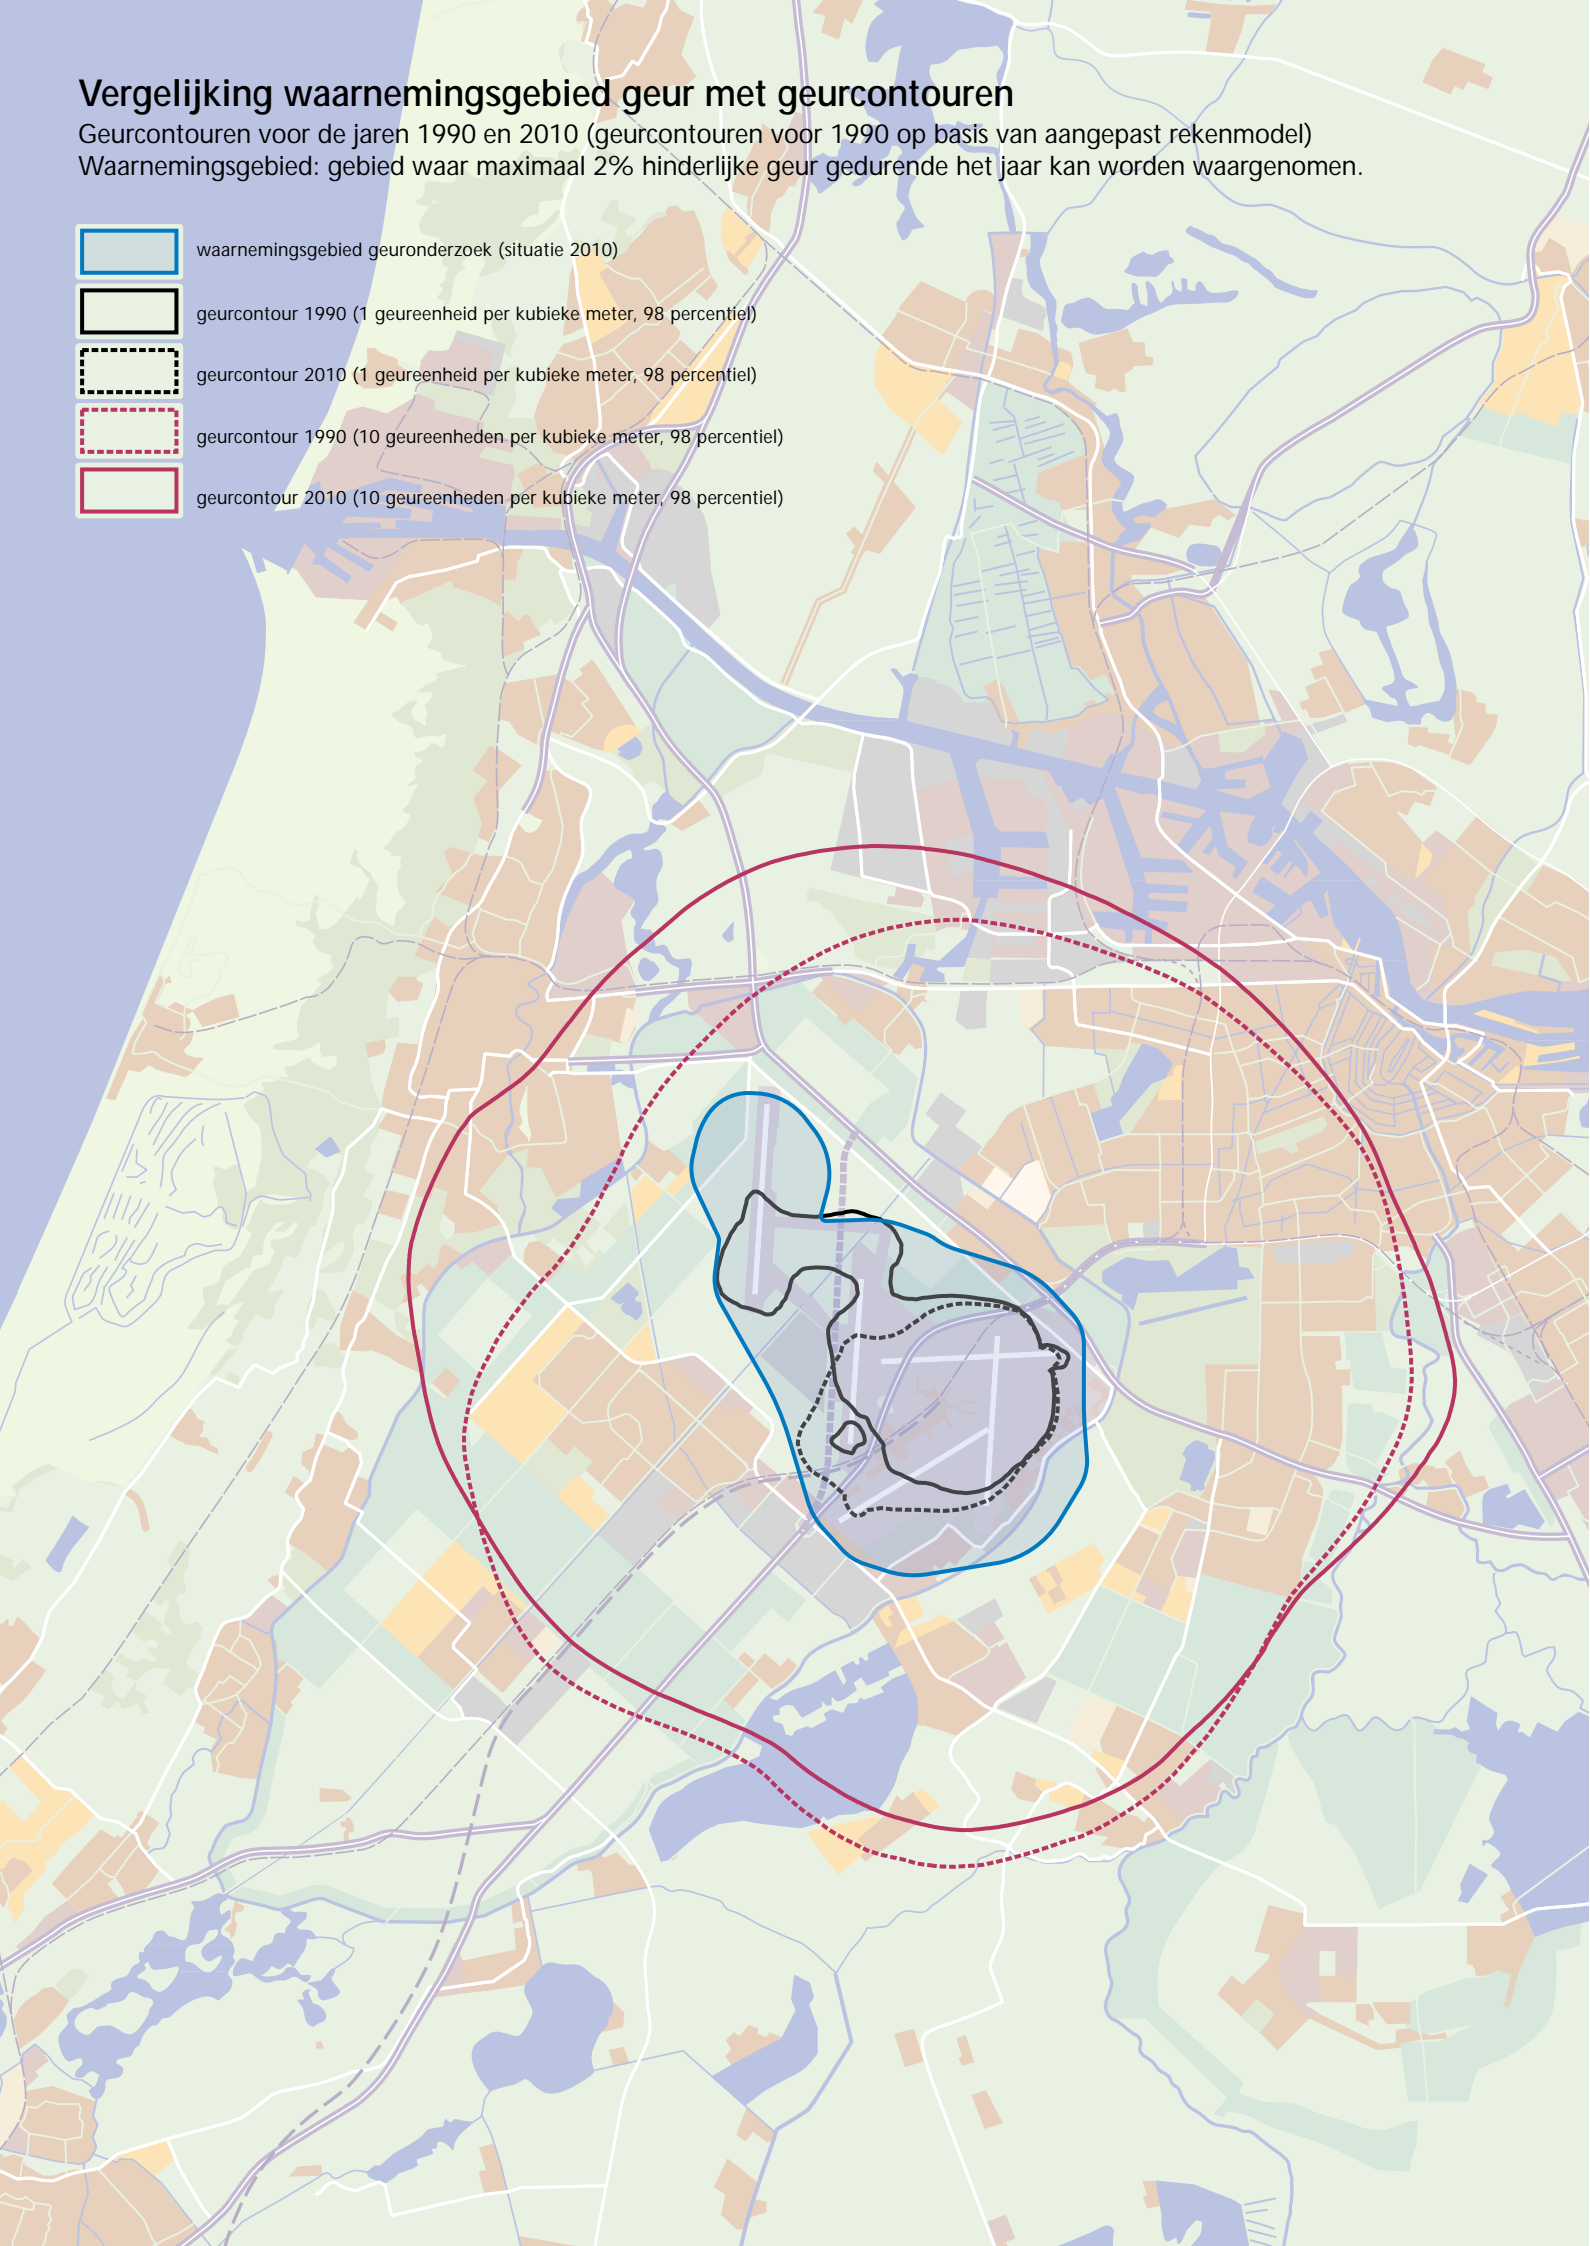 Vergelijking waarnemingsgebied geur met geurcontouren
Geurcontouren voor de jaren 1990 en 2010 (geurcontouren voor 1990 op basis van aangepast rekenmodel)
Waarnemingsgebied: gebied waar maximaal 2% hinderlijke geur gedurende het jaar kan worden waargenomen.
waarnemingsgebied geuronderzoek (situatie 2010)
geurcontour 1990 (1 geureenheid per kubieke meter, 98 percentiel)
geurcontour 2010 (1 geureenheid per kubieke meter, 98 percentiel)
geurcontour 1990 (10 geureenheden per kubieke meter, 98 percentiel)
geurcontour 2010 (10 geureenheden per kubieke meter, 98 percentiel)